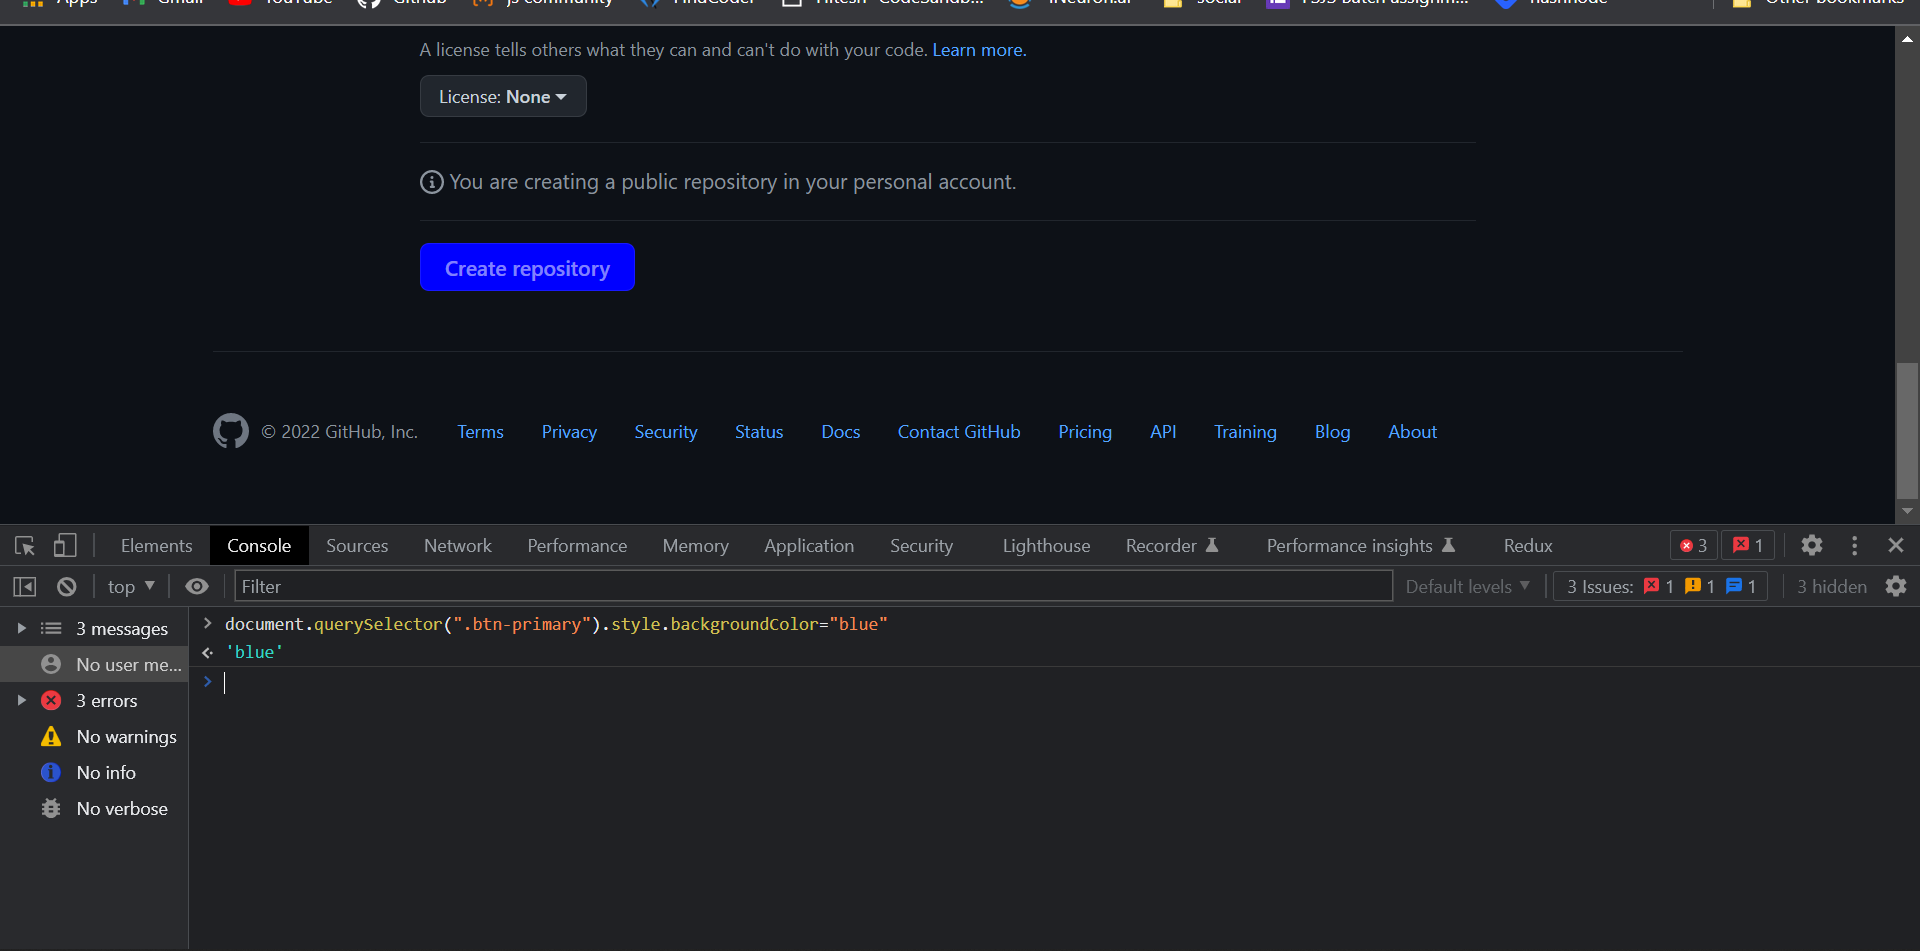 Apps Gmail YouTube GitHub js community FindCoder Hitesh - CodeSandb... iNeuron.ai social FSJS batch assignm... hashnode Other bookmarks
A license tells others what they can and can't do with your code. Learn more.
License: None
You are creating a public repository in your personal account.
Create repository
© 2022 GitHub, Inc. Terms Privacy Security Status Docs Contact GitHub Pricing API Training Blog About
Elements Console Sources Network Performance Memory Application Security Lighthouse Recorder Performance insights Redux 3 1
top Filter Default levels 3 Issues: 1 1 1 3 hidden
3 messages
No user me...
3 errors
No warnings
No info
No verbose
document.querySelector(".btn-primary").style.backgroundColor="blue"
'blue'